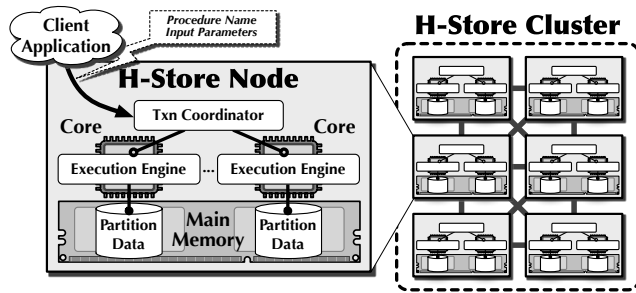 Client
Application
Procedure Name
Input Parameters
H-Store Cluster
H-Store Node
Txn Coordinator
Core
Core
Execution Engine
...
Execution Engine
Partition
Data
Main
Memory
Partition
Data